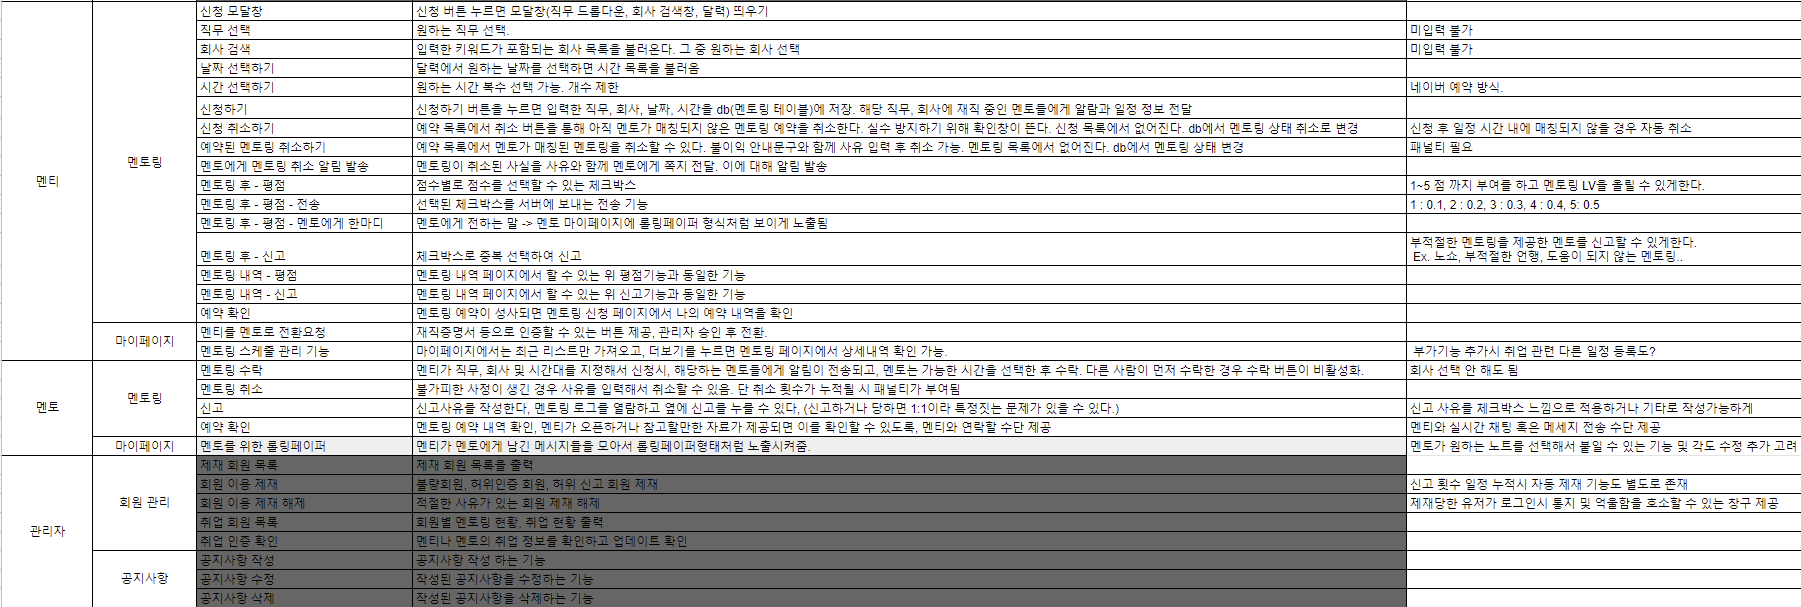 신청 모달창 신청 버튼 누르면 모달창(직무 드롭다운, 회사 검색창, 달력) 띄우기
직무 선택 원하는 직무 선택. 미입력 불가
회사 검색 입력한 키워드가 포함되는 회사 목록을 불러온다. 그 중 원하는 회사 선택 미입력 불가
날짜 선택하기 달력에서 원하는 날짜를 선택하면 시간 목록을 불러옴
시간 선택하기 원하는 시간 복수 선택 가능. 개수 제한 네이버 예약 방식.
신청하기 신청하기 버튼을 누르면 입력한 직무, 회사, 날짜, 시간을 db(멘토링 테이블)에 저장. 해당 직무, 회사에 재직 중인 멘토들에게 알람과 일정 정보 전달
신청 취소하기 예약 목록에서 취소 버튼을 통해 아직 멘토가 매칭되지 않은 멘토링 예약을 취소한다. 실수 방지하기 위해 확인창이 뜬다. 신청 목록에서 없어진다. db에서 멘토링 상태 취소로 변경 신청 후 일정 시간 내에 매칭되지 않을 경우 자동 취소
예약된 멘토링 취소하기 예약 목록에서 멘토가 매칭된 멘토링을 취소할 수 있다. 불이익 안내문구와 함께 사유 입력 후 취소 가능. 멘토링 목록에서 없어진다. db에서 멘토링 상태 변경 패널티 필요
멘토링
멘토에게 멘토링 취소 알림 발송 멘토링이 취소된 사실을 사유와 함께 멘토에게 쪽지 전달. 이에 대해 알림 발송
멘티
멘토링 후 - 평점 점수별로 점수를 선택할 수 있는 체크박스 1~5 점 까지 부여를 하고 멘토링 LV을 올릴 수 있게한다.
멘토링 후 - 평점 - 전송 선택된 체크박스를 서버에 보내는 전송 기능 1 : 0.1, 2 : 0.2, 3 : 0.3, 4 : 0.4, 5: 0.5
멘토링 후 - 평점 - 멘토에게 한마디 멘토에게 전하는 말 -> 멘토 마이페이지에 롤링페이퍼 형식처럼 보이게 노출됨
부적절한 멘토링을 제공한 멘토를 신고할 수 있게한다.
멘토링 후 - 신고 체크박스로 중복 선택하여 신고 Ex. 노쇼, 부적절한 언행, 도움이 되지 않는 멘토링..
멘토링 내역 - 평점 멘토링 내역 페이지에서 할 수 있는 위 평점기능과 동일한 기능
멘토링 내역 - 신고 멘토링 내역 페이지에서 할 수 있는 위 신고기능과 동일한 기능
예약 확인 멘토링 예약이 성사되면 멘토링 신청 페이지에서 나의 예약 내역을 확인
마이페이지
멘티를 멘토로 전환요청 재직증명서 등으로 인증할 수 있는 버튼 제공, 관리자 승인 후 전환.
멘토링 스케줄 관리 기능 마이페이지에서는 최근 리스트만 가져오고, 더보기를 누르면 멘토링 페이지에서 상세내역 확인 가능. 부가기능 추가시 취업 관련 다른 일정 등록도?
멘토링 수락 멘티가 직무, 회사 및 시간대를 지정해서 신청시, 해당하는 멘토들에게 알림이 전송되고, 멘토는 가능한 시간을 선택한 후 수락. 다른 사람이 먼저 수락한 경우 수락 버튼이 비활성화. 회사 선택 안 해도 됨
멘토링 취소 불가피한 사정이 생긴 경우 사유를 입력해서 취소할 수 있음. 단 취소 횟수가 누적될 시 패널티가 부여됨
멘토링
멘토
신고 신고사유를 작성한다, 멘토링 로그를 열람하고 옆에 신고를 누를 수 있다, (신고하거나 당하면 1:1이라 특정짓는 문제가 있을 수 있다.) 신고 사유를 체크박스 느낌으로 적용하거나 기타로 작성가능하게
예약 확인 멘토링 예약 내역 확인, 멘티가 오픈하거나 참고할만한 자료가 제공되면 이를 확인할 수 있도록, 멘티와 연락할 수단 제공 멘티와 실시간 채팅 혹은 메세지 전송 수단 제공
마이페이지 멘토를 위한 롤링페이퍼 멘티가 멘토에게 남긴 메시지들을 모아서 롤링페이퍼형태처럼 노출시켜줌. 멘토가 원하는 노트를 선택해서 붙일 수 있는 기능 및 각도 수정 추가 고려
제재 회원 목록 제재 회원 목록을 출력
회원 이용 제재 불량회원, 허위인증 회원, 허위 신고 회원 제재 신고 횟수 일정 누적시 자동 제재 기능도 별도로 존재
회원 관리 회원 이용 제재 해제 적절한 사유가 있는 회원 제재 해제 제재당한 유저가 로그인시 통지 및 억울함을 호소할 수 있는 창구 제공
취업 회원 목록 회원별 멘토링 현황, 취업 현황 출력
관리자
취업 인증 확인 멘티나 멘토의 취업 정보를 확인하고 업데이트 확인
공지사항 작성 공지사항 작성 하는 기능
공지사항 공지사항 수정 작성된 공지사항을 수정하는 기능
공지사항 삭제 작성된 공지사항을 삭제하는 기능